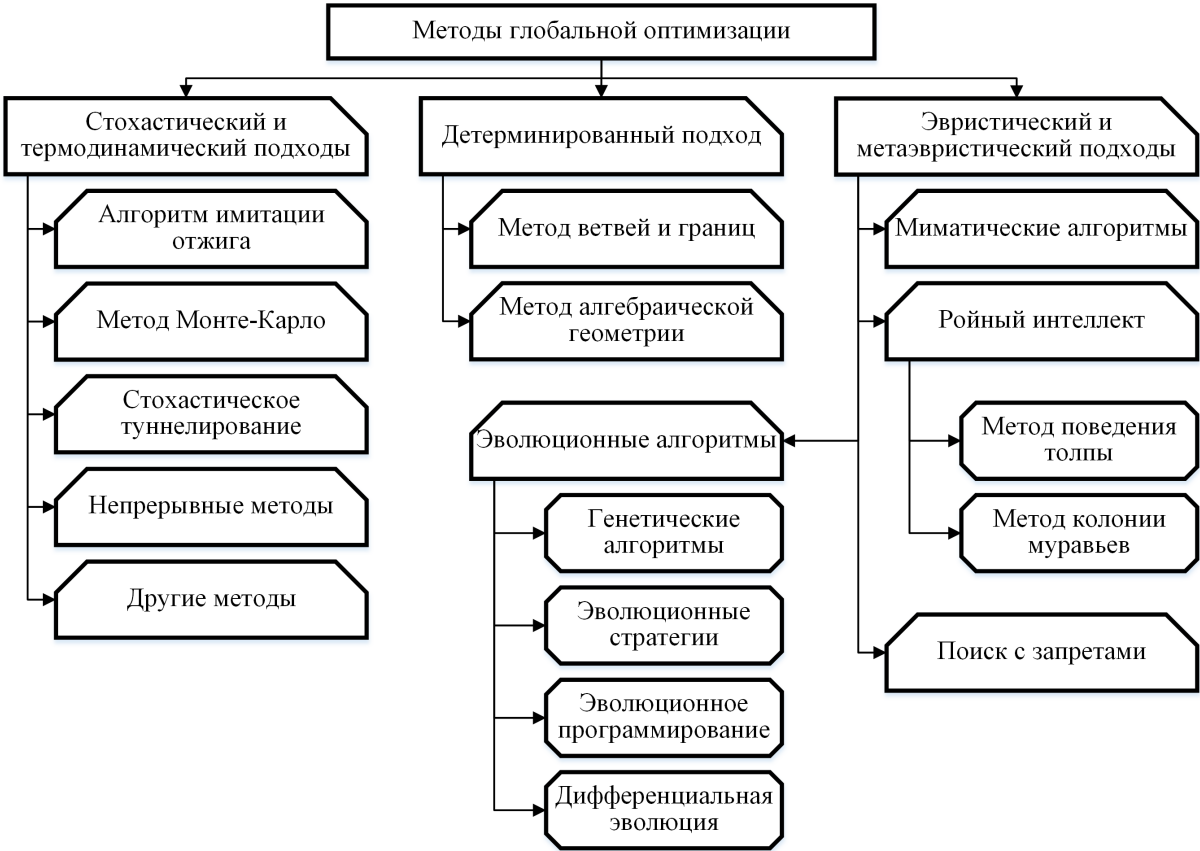 Методы глобальной оптимизации
Стохастический и
термодинамический подходы
Алгоритм имитации
отжига
Метод Монте-Карло
Стохастическое
туннелирование
Непрерывные методы
Другие методы
Детерминированный подход
Метод ветвей и границ
Метод алгебраической
геометрии
Эвристический и
метаэвристический подходы
Миматические алгоритмы
Ройный интеллект
Метод поведения
толпы
Метод колонии
муравьев
Эволюционные алгоритмы
Генетические
алгоритмы
Эволюционные
стратегии
Эволюционное
программирование
Дифференциальная
эволюция
Поиск с запретами